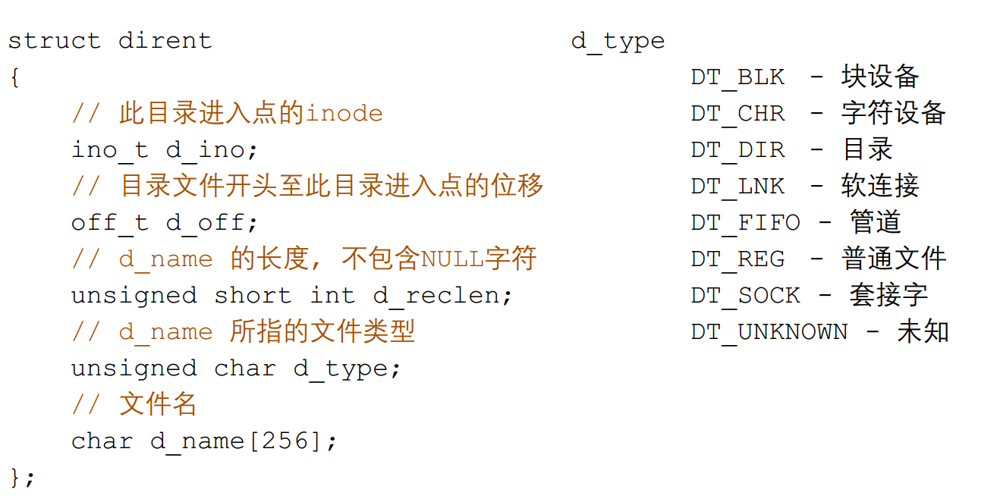 struct dirent
{
// 此目录进入点的inode
ino_t d_ino;
// 目录文件开头至此目录进入点的位移
off_t d_off;
// d_name 的长度, 不包含NULL字符
unsigned short int d_reclen;
// d_name 所指的文件类型
unsigned char d_type;
// 文件名
char d_name[256];
};
d_type
DT_BLK - 块设备
DT_CHR - 字符设备
DT_DIR - 目录
DT_LNK - 软连接
DT_FIFO - 管道
DT_REG - 普通文件
DT_SOCK - 套接字
DT_UNKNOWN - 未知